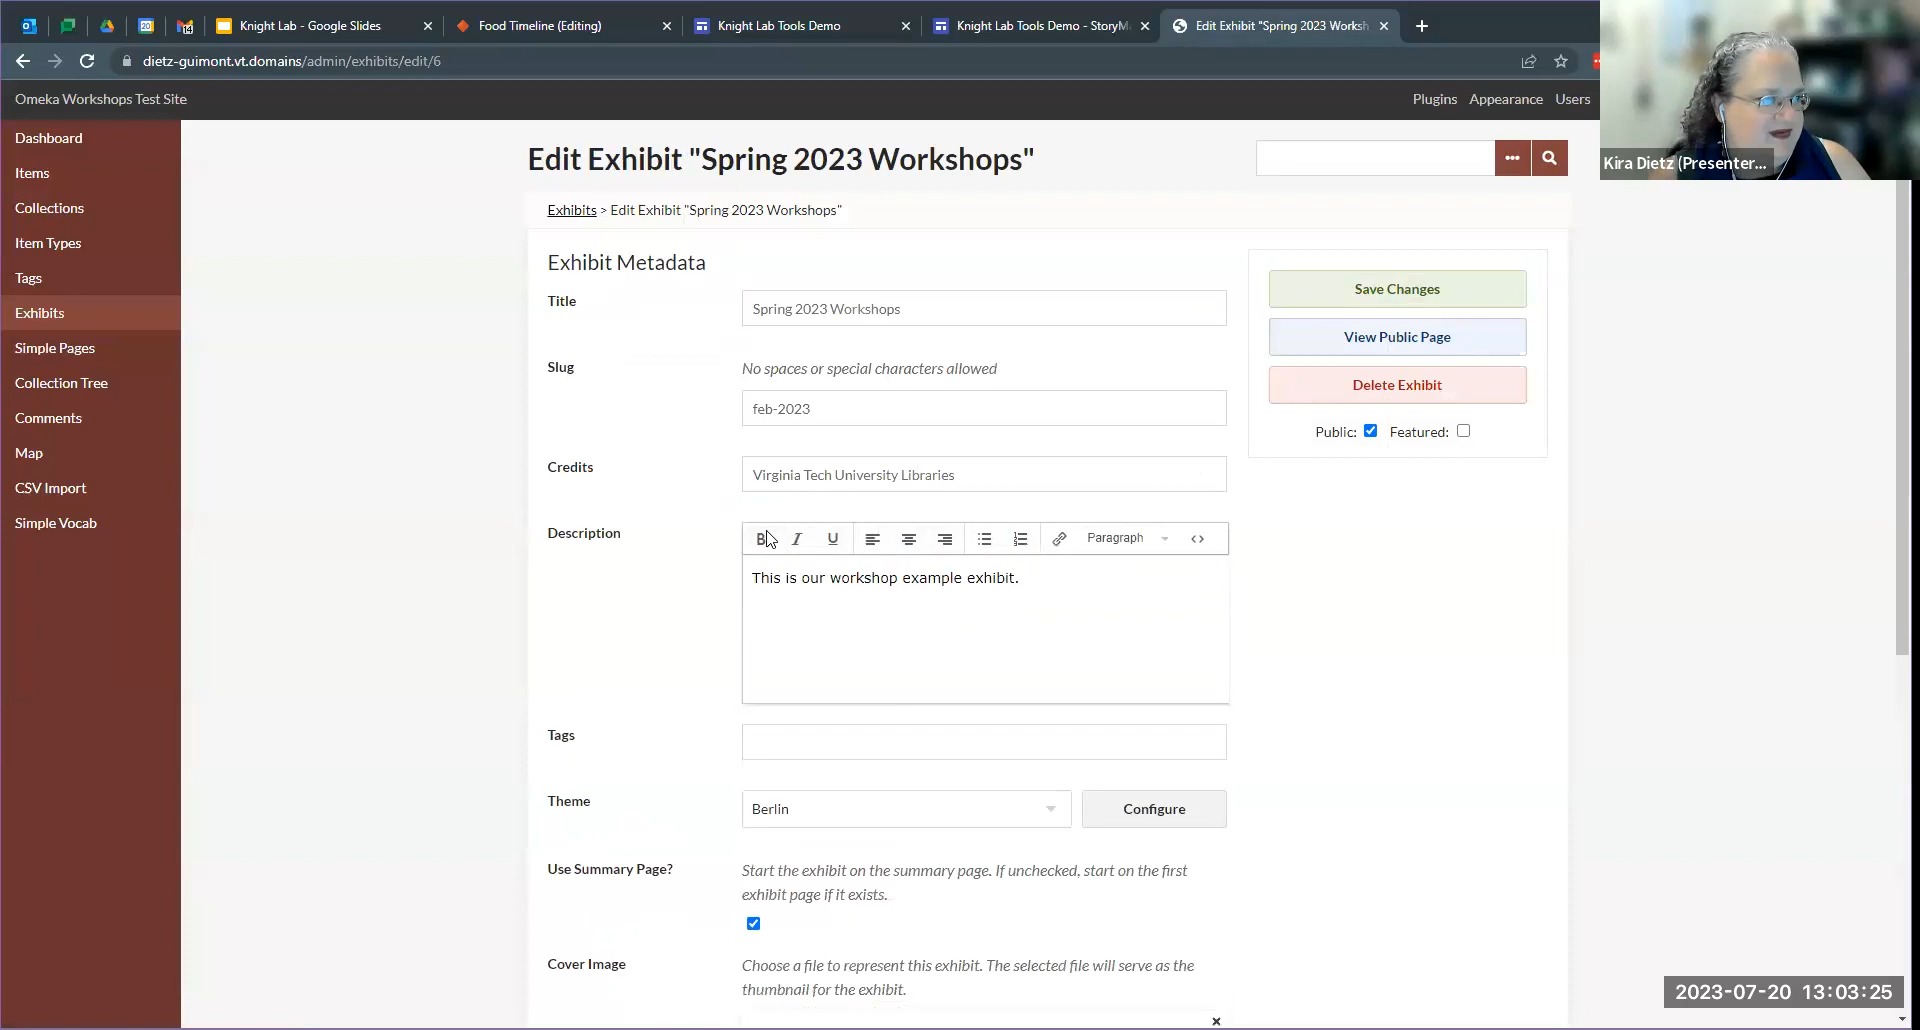 Knight Lab - Google Slides
Food Timeline (Editing)
Knight Lab Tools Demo
Knight Lab Tools Demo - StoryM
Edit Exhibit "Spring 2023 Worksh
dietz-guimont.vt.domains/admin/exhibits/edit/6
Omeka Workshops Test Site
Plugins Appearance Users
Kira Dietz (Presenter...
Dashboard
Items
Collections
Item Types
Tags
Exhibits
Simple Pages
Collection Tree
Comments
Map
CSV Import
Simple Vocab
Edit Exhibit "Spring 2023 Workshops"
Exhibits > Edit Exhibit "Spring 2023 Workshops"
Exhibit Metadata
Title
Spring 2023 Workshops
Slug
No spaces or special characters allowed
feb-2023
Credits
Virginia Tech University Libraries
Description
B I U Paragraph
This is our workshop example exhibit.
Tags
Theme
Berlin
Configure
Use Summary Page?
Start the exhibit on the summary page. If unchecked, start on the first
exhibit page if it exists.
Cover Image
Choose a file to represent this exhibit. The selected file will serve as the
thumbnail for the exhibit.
Save Changes
View Public Page
Delete Exhibit
Public: Featured:
2023-07-20 13:03:25